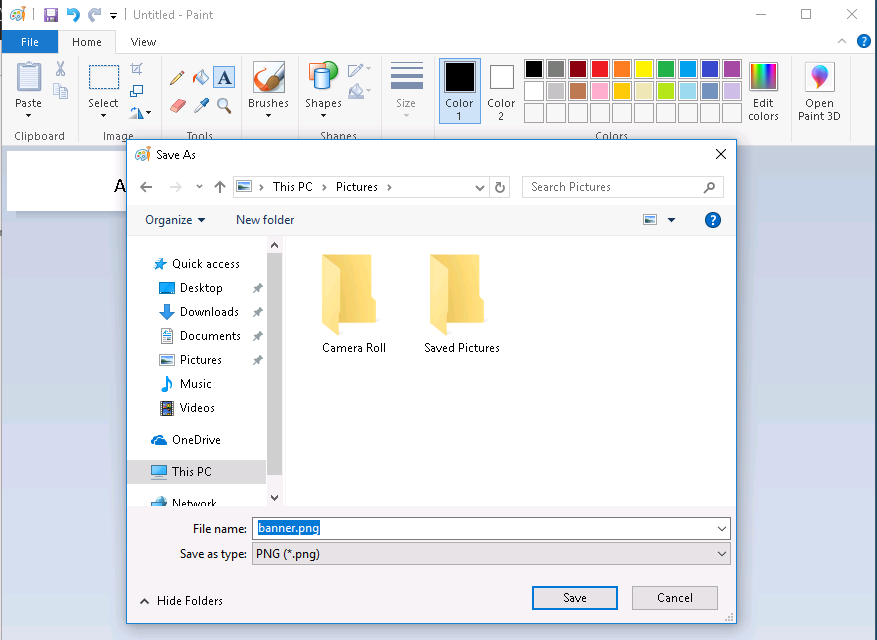 Untitled - Paint
File Home View
Paste
Select
Brushes
Shapes
Size
Color 1
Color 2
Edit colors
Open Paint 3D
Clipboard
Image
Tools
Shapes
Colors
A
Save As
This PC > Pictures >
Search Pictures
Organize
New folder
Quick access
Desktop
Downloads
Documents
Pictures
Music
Videos
OneDrive
This PC
Network
Camera Roll
Saved Pictures
File name: banner.png
Save as type: PNG (*.png)
Hide Folders
Save
Cancel